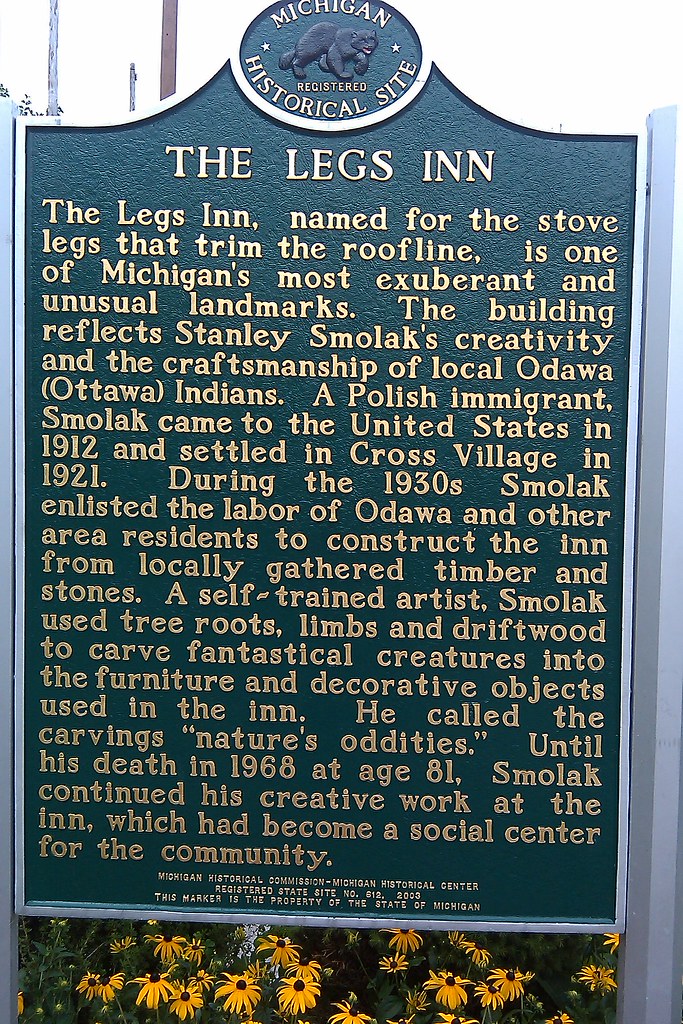 MICHIGAN
REGISTERED
HISTORICAL SITE
THE LEGS INN
The Legs Inn, named for the stove
legs that trim the roofline, is one
of Michigan's most exuberant and
unusual landmarks. The building
reflects Stanley Smolak's creativity
and the craftsmanship of local Odawa
(Ottawa) Indians. A Polish immigrant,
Smolak came to the United States in
1912 and settled in Cross Village in
1921. During the 1930s Smolak
enlisted the labor of Odawa and other
area residents to construct the inn
from locally gathered timber and
stones. A self-trained artist, Smolak
used tree roots, limbs and driftwood
to carve fantastical creatures into
the furniture and decorative objects
used in the inn. He called the
carvings "nature's oddities." Until
his death in 1968 at age 81, Smolak
continued his creative work at the
inn, which had become a social center
for the community.
MICHIGAN HISTORICAL COMMISSION-MICHIGAN HISTORICAL CENTER
REGISTERED STATE SITE NO. 612, 2003
THIS MARKER IS THE PROPERTY OF THE STATE OF MICHIGAN